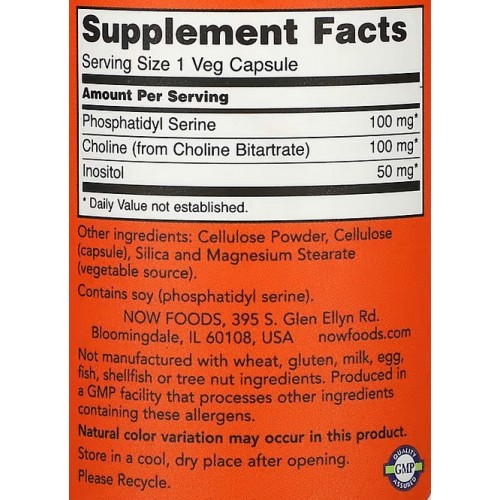 Supplement Facts
Serving Size 1 Veg Capsule
Amount Per Serving
Phosphatidyl Serine 100 mg*
Choline (from Choline Bitartrate) 100 mg*
Inositol 50 mg*
* Daily Value not established.
Other ingredients: Cellulose Powder, Cellulose
(capsule), Silica and Magnesium Stearate
(vegetable source).
Contains soy (phosphatidyl serine).
NOW FOODS, 395 S. Glen Ellyn Rd.
Bloomingdale, IL 60108, USA nowfoods.com
Not manufactured with wheat, gluten, milk, egg,
fish, shellfish or tree nut ingredients. Produced in
a GMP facility that processes other ingredients
containing these allergens.
Natural color variation may occur in this product.
Store in a cool, dry place after opening.
Please Recycle.
QUALITY
GMP
ASSURED